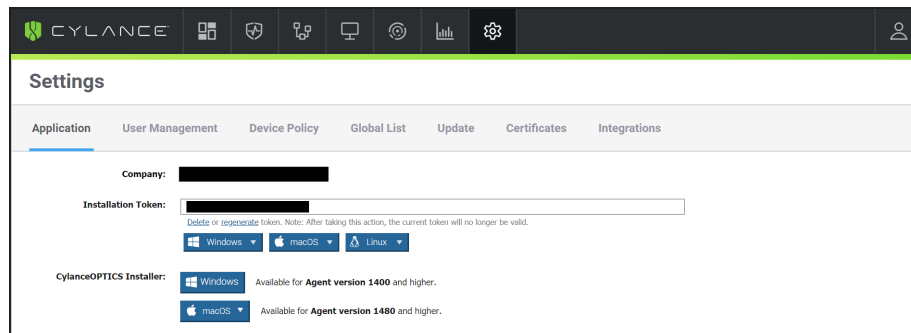 CYLANCE
Settings
Application User Management Device Policy Global List Update Certificates Integrations
Company:
Installation Token:
Delete or regenerate token. Note: After taking this action, the current token will no longer be valid.
Windows macOS Linux
CylanceOPTICS Installer: Windows Available for Agent version 1400 and higher.
macOS Available for Agent version 1480 and higher.